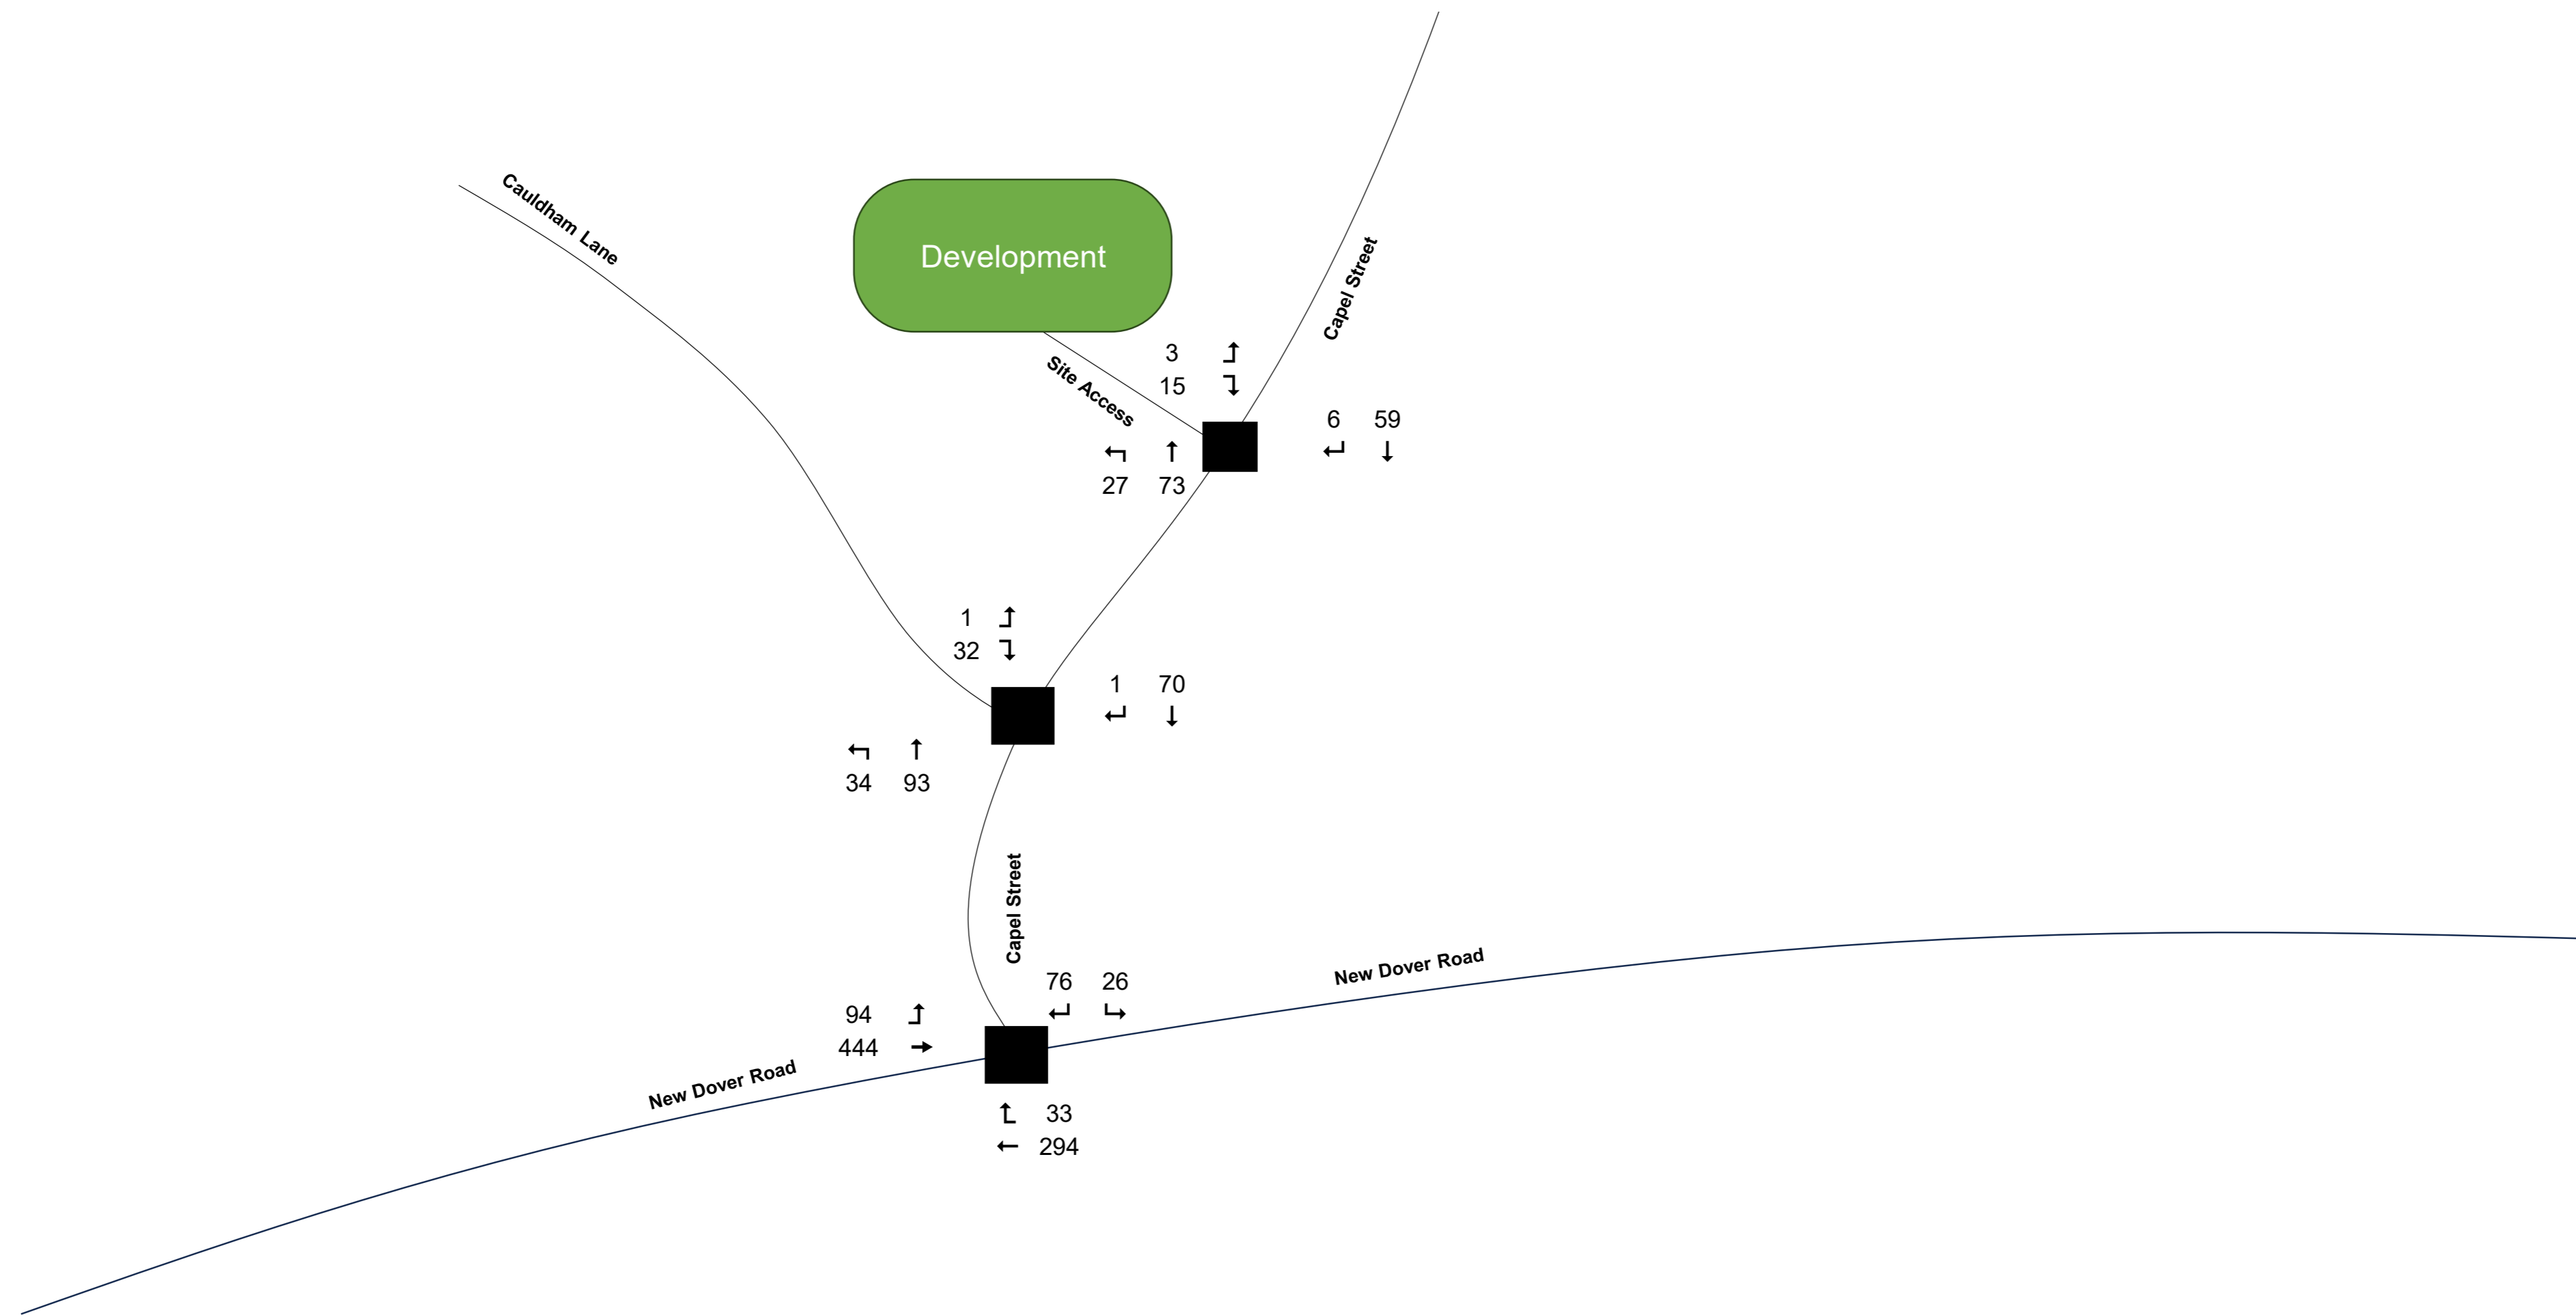 Cauldham Lane
Development
Capel Street
Site Access
3
15
6 59
27 73
1
32
1 70
34 93
Capel Street
New Dover Road
76 26
94
444
New Dover Road
33
294